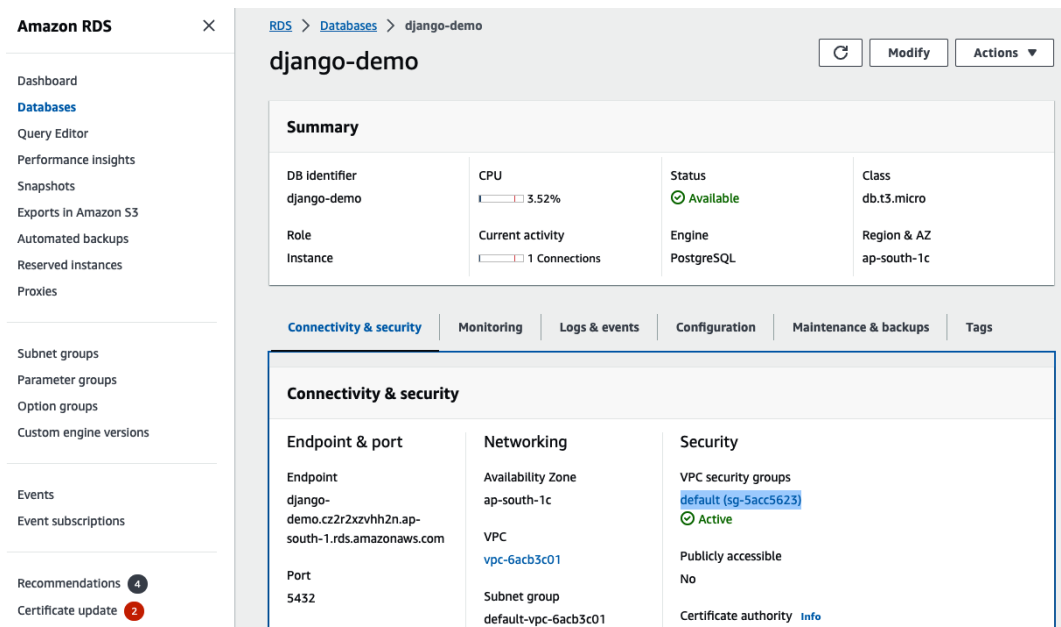 Amazon RDS
Dashboard
Databases
Query Editor
Performance insights
Snapshots
Exports in Amazon S3
Automated backups
Reserved instances
Proxies
Subnet groups
Parameter groups
Option groups
Custom engine versions
Events
Event subscriptions
Recommendations 4
Certificate update 2
RDS > Databases > django-demo
django-demo
Modify
Actions
Summary
DB identifier
django-demo
CPU
3.52%
Status
Available
Class
db.t3.micro
Role
Instance
Current activity
1 Connections
Engine
PostgreSQL
Region & AZ
ap-south-1c
Connectivity & security
Monitoring
Logs & events
Configuration
Maintenance & backups
Tags
Connectivity & security
Endpoint & port
Endpoint
django-
demo.cz2r2xzvhh2n.ap-
south-1.rds.amazonaws.com
Port
5432
Networking
Availability Zone
ap-south-1c
VPC
vpc-6acb3c01
Subnet group
default-vpc-6acb3c01
Security
VPC security groups
default (sg-5acc5623)
Active
Publicly accessible
No
Certificate authority Info